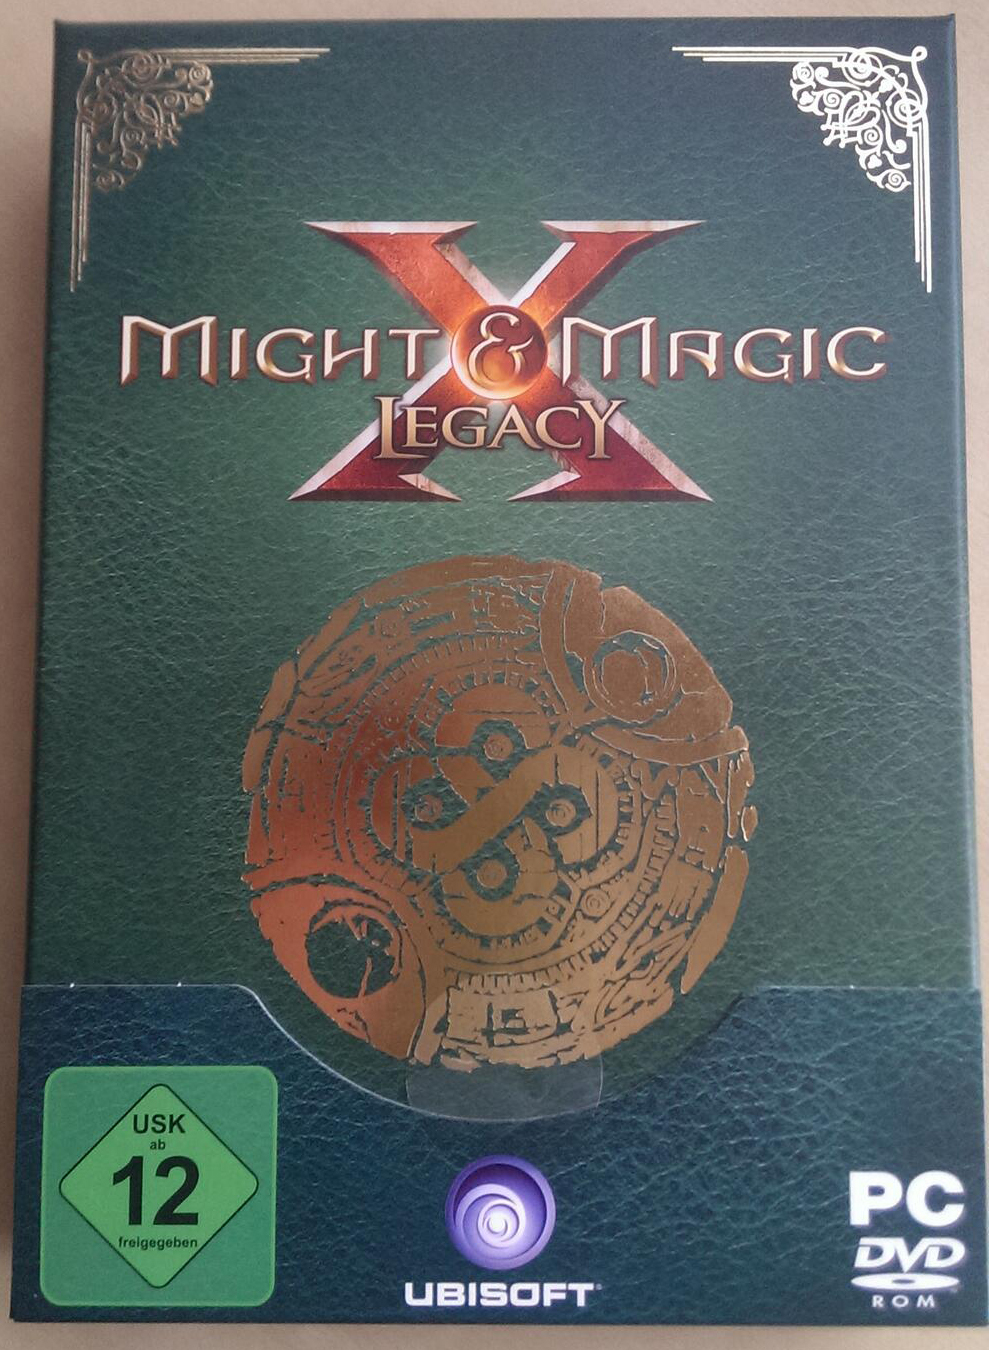 X
MIGHT & MAGIC
LEGACY
USK
ab
12
freigegeben
UBISOFT
PC
DVD
ROM